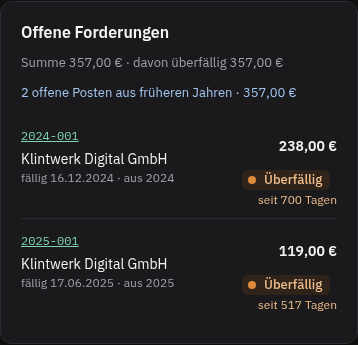 Offene Forderungen
Summe 357,00 € · davon überfällig 357,00 €
2 offene Posten aus früheren Jahren · 357,00 €
2024-001
238,00 €
Klintwerk Digital GmbH
fällig 16.12.2024 · aus 2024
Überfällig
seit 700 Tagen
2025-001
119,00 €
Klintwerk Digital GmbH
fällig 17.06.2025 · aus 2025
Überfällig
seit 517 Tagen